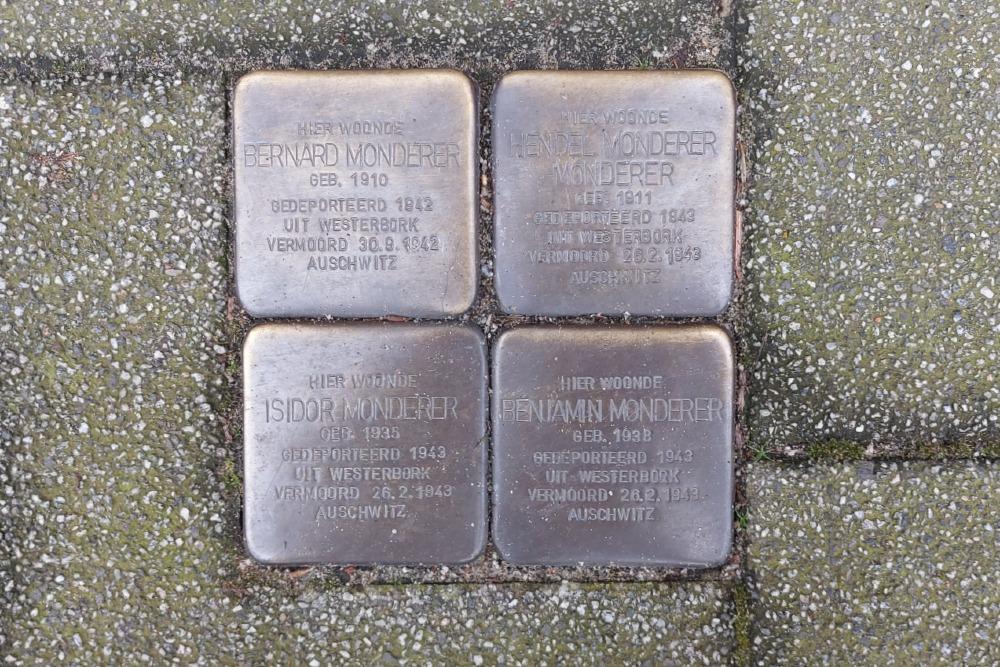 HIER WOONDE
BERNARD MONDERER
GEB. 1910
GEDEPORTEERD 1942
UIT WESTERBORK
VERMOORD 30.9.1942
AUSCHWITZ
HIER WOONDE
HENDEL MONDERER
MONDERER
GEB. 1911
GEDEPORTEERD 1943
UIT WESTERBORK
VERMOORD 26.2.1943
AUSCHWITZ
HIER WOONDE
ISIDOR MONDERER
GEB. 1935
GEDEPORTEERD 1943
UIT WESTERBORK
VERMOORD 26.2.1943
AUSCHWITZ
HIER WOONDE
BENJAMIN MONDERER
GEB. 1938
GEDEPORTEERD 1943
UIT WESTERBORK
VERMOORD 26.2.1943
AUSCHWITZ